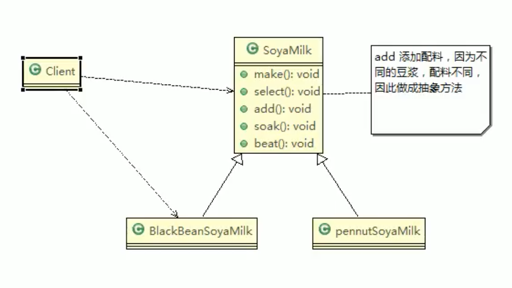 SoyaMilk
Client
make(): void
select(): void
add(): void
soak(): void
beat(): void
add 添加配料，因为不
同的豆浆，配料不同，
因此做成抽象方法
BlackBeanSoyaMilk
pennutSoyaMilk